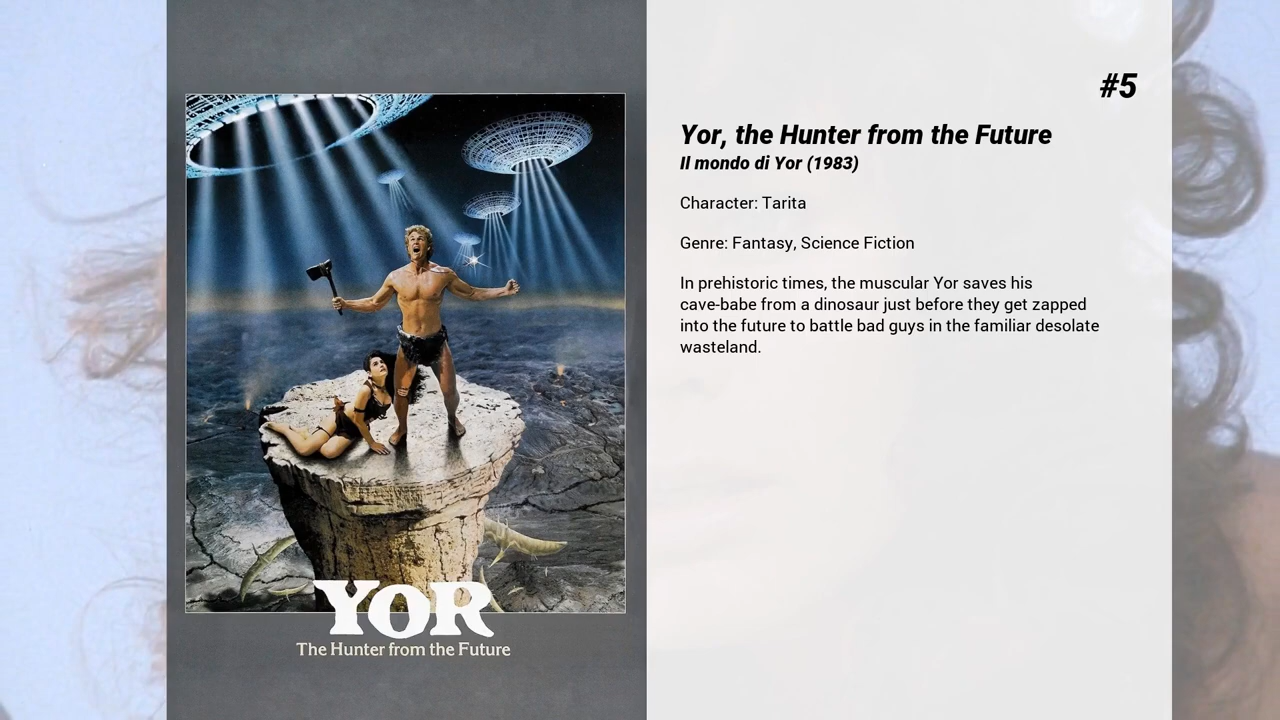 #5
Yor, the Hunter from the Future
Il mondo di Yor (1983)
Character: Tarita
Genre: Fantasy, Science Fiction
In prehistoric times, the muscular Yor saves his
cave-babe from a dinosaur just before they get zapped
into the future to battle bad guys in the familiar desolate
wasteland.
YOR
The Hunter from the Future